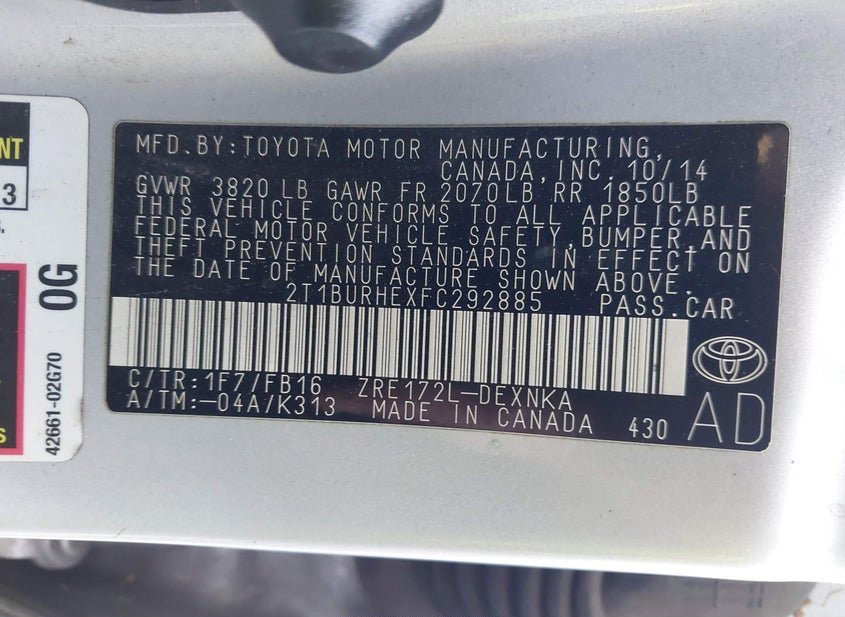 MFD.BY:TOYOTA MOTOR MANUFACTURING,
CANADA,INC. 10/14
GVWR 3820 LB GAWR FR 2070LB RR 1850LB
THIS VEHICLE CONFORMS TO ALL APPLICABLE
FEDERAL MOTOR VEHICLE SAFETY,BUMPER,AND
THEFT PREVENTION STANDARDS IN EFFECT ON
THE DATE OF MANUFACTURE SHOWN ABOVE.
2T1BURHEXFC292885 PASS.CAR
C/TR:1F7/FB16 ZRE172L-DEXNKA
A/TM:-04A/K313 MADE IN CANADA 430 AD
NT
3
S
42661-02G70
OG